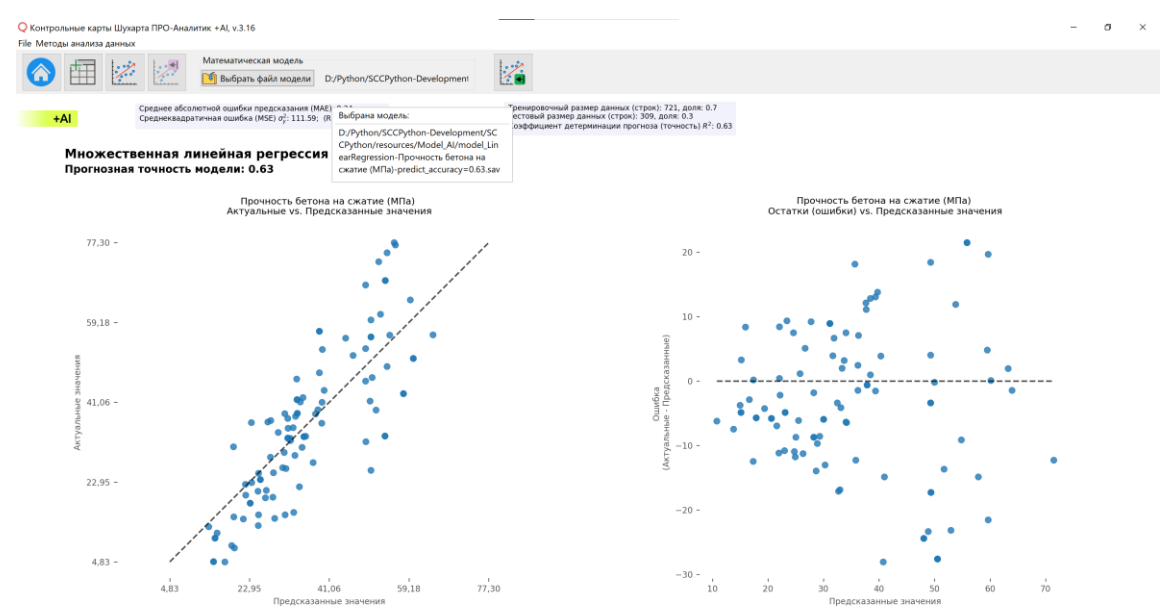 Контрольные карты Шухарта ПРО-Аналитик +AI, v.3.16
File Методы анализа данных
Математическая модель
Выбрать файл модели D:/Python/SCCPython-Development
+AI
Среднее абсолютной ошибки предсказания (MAE)
Среднеквадратичная ошибка (MSE) σ²: 111.59; (R
Тренировочный размер данных (строк): 721, доля: 0.7
естовый размер данных (строк): 309, доля: 0.3
оэффициент детерминации прогноза (точность) R²: 0.63
Выбрана модель:
D:/Python/SCCPython-Development/SC
CPython/resources/Model_AI/model_Lin
earRegression-Прочность бетона на
сжатие (МПа)-predict_accuracy=0.63.sav
Множественная линейная регрессия
Прогнозная точность модели: 0.63
Прочность бетона на сжатие (МПа)
Актуальные vs. Предсказанные значения
77,30
59,18
41,06
22,95
4,83
Актуальные значения
4,83 22,95 41,06 59,18 77,30
Предсказанные значения
Прочность бетона на сжатие (МПа)
Остатки (ошибки) vs. Предсказанные значения
20
10
0
−10
−20
−30
Ошибка
(Актуальные - Предсказанные)
10 20 30 40 50 60 70
Предсказанные значения